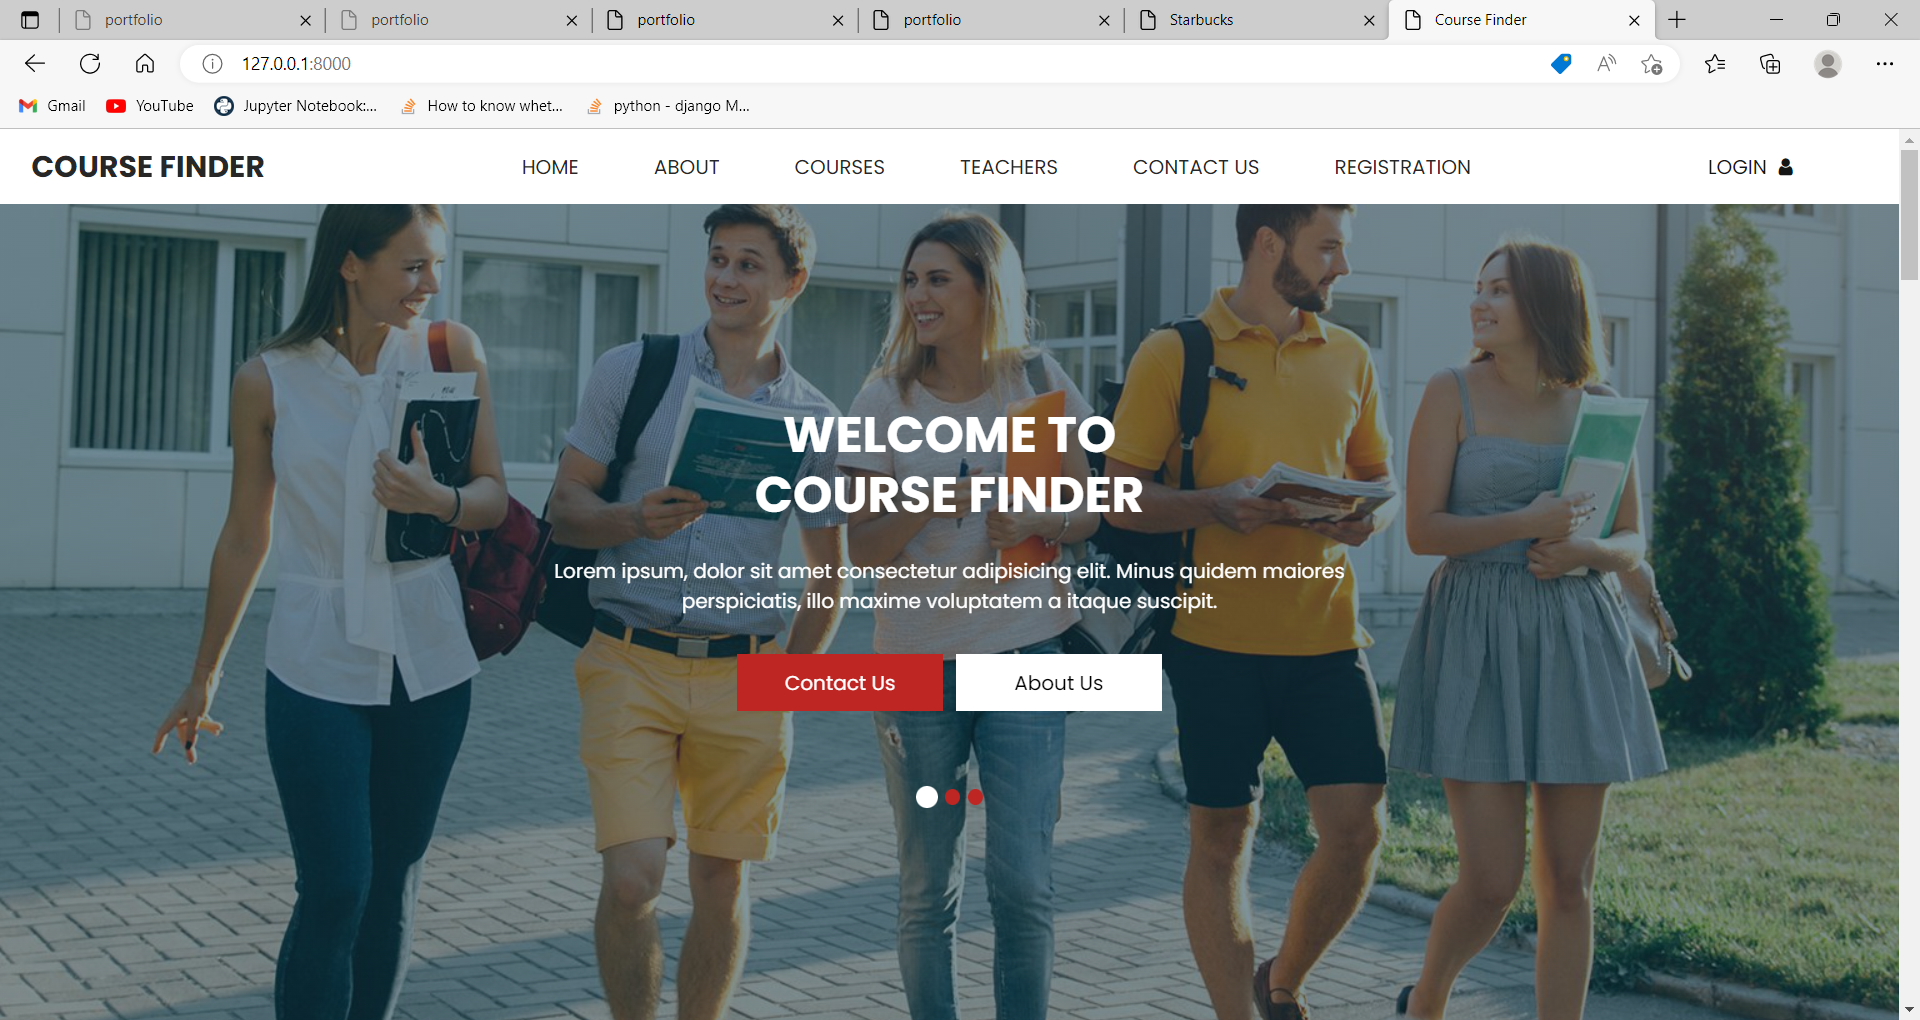 portfolio
portfolio
portfolio
portfolio
Starbucks
Course Finder
127.0.0.1:8000
Gmail
YouTube
Jupyter Notebook:...
How to know whet...
python - django M...
COURSE FINDER
HOME
ABOUT
COURSES
TEACHERS
CONTACT US
REGISTRATION
LOGIN
WELCOME TO
COURSE FINDER
Lorem ipsum, dolor sit amet consectetur adipisicing elit. Minus quidem maiores
perspiciatis, illo maxime voluptatem a itaque suscipit.
Contact Us
About Us